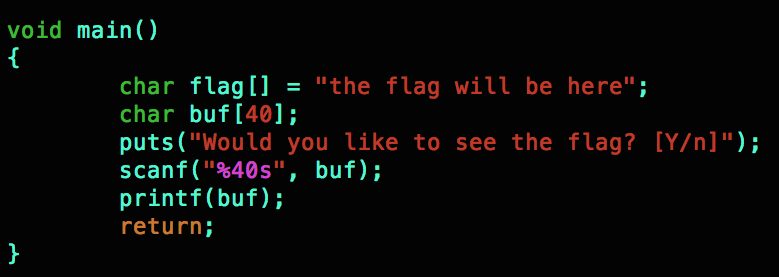 void main()
{
        char flag[] = "the flag will be here";
        char buf[40];
        puts("Would you like to see the flag? [Y/n]");
        scanf("%40s", buf);
        printf(buf);
        return;
}